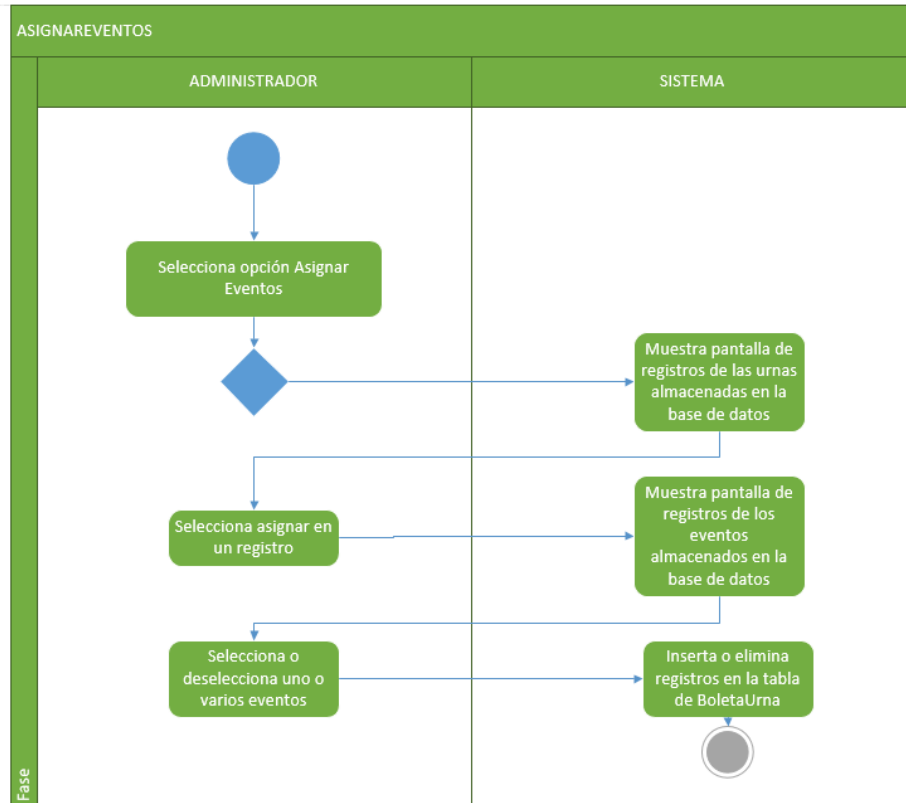 ASIGNAREVENTOS
ADMINISTRADOR
SISTEMA
Selecciona opción Asignar
Eventos
Muestra pantalla de
registros de las urnas
almacenadas en la
base de datos
Selecciona asignar en
un registro
Muestra pantalla de
registros de los
eventos
almacenados en la
base de datos
Selecciona o
deselecciona uno o
varios eventos
Inserta o elimina
registros en la tabla
de BoletaUrna
Fase